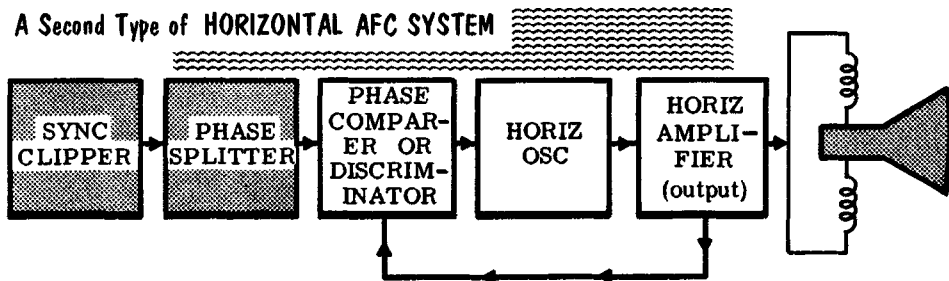 A Second Type of HORIZONTAL AFC SYSTEM
SYNC
CLIPPER
PHASE
SPLITTER
PHASE
COMPAR-
ER OR
DISCRIM-
INATOR
HORIZ
OSC
HORIZ
AMPLI-
FIER
(output)